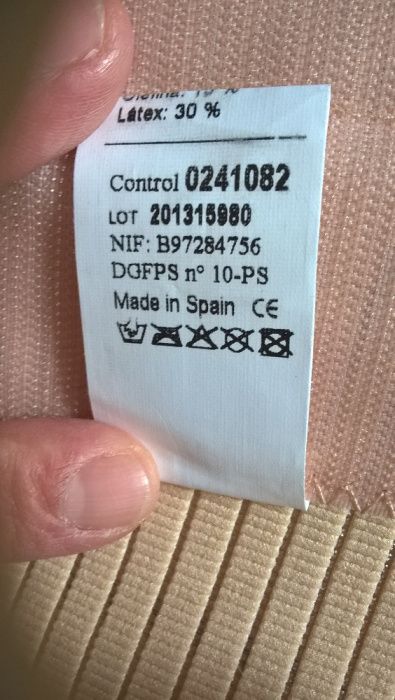 Látex: 30 %
Control 0241082
LOT 201315980
NIF: B97284756
DGFPS nº 10-PS
Made in Spain CE